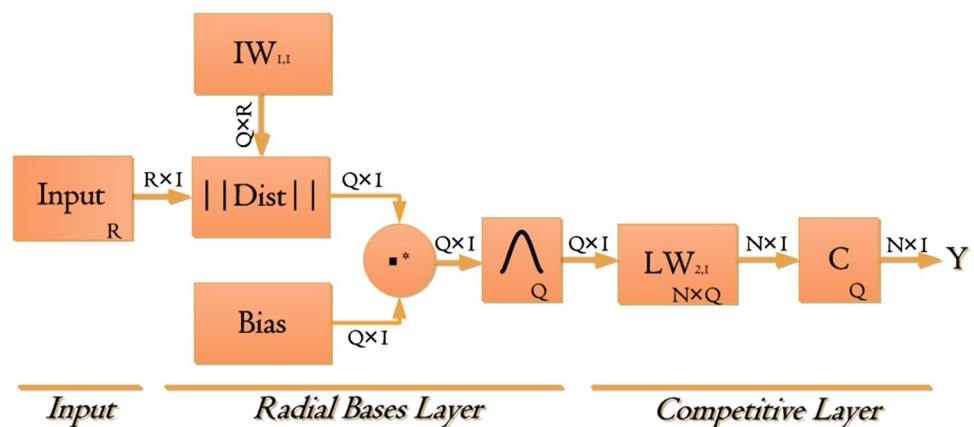 IW1,1
Q×R
Input
R
R×1
||Dist||
Q×1
▪*
Bias
Q×1
Q×1
Q
Q×1
LW2,1
N×Q
N×1
C
Q
N×1
Y
Input
Radial Bases Layer
Competitive Layer